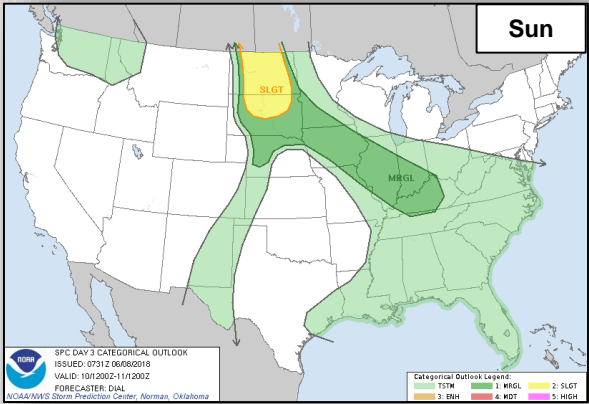 Sun
SLGT
MRGL
SPC DAY 3 CATEGORICAL OUTLOOK
ISSUED: 0731Z 06/08/2018
VALID: 10/1200Z-11/1200Z
FORECASTER: DIAL
NOAA/NWS Storm Prediction Center, Norman, Oklahoma
NOAA
Categorical Outlook Legend:
TSTM 1: MRGL 2: SLGT
3: ENH 4: MDT 5: HIGH